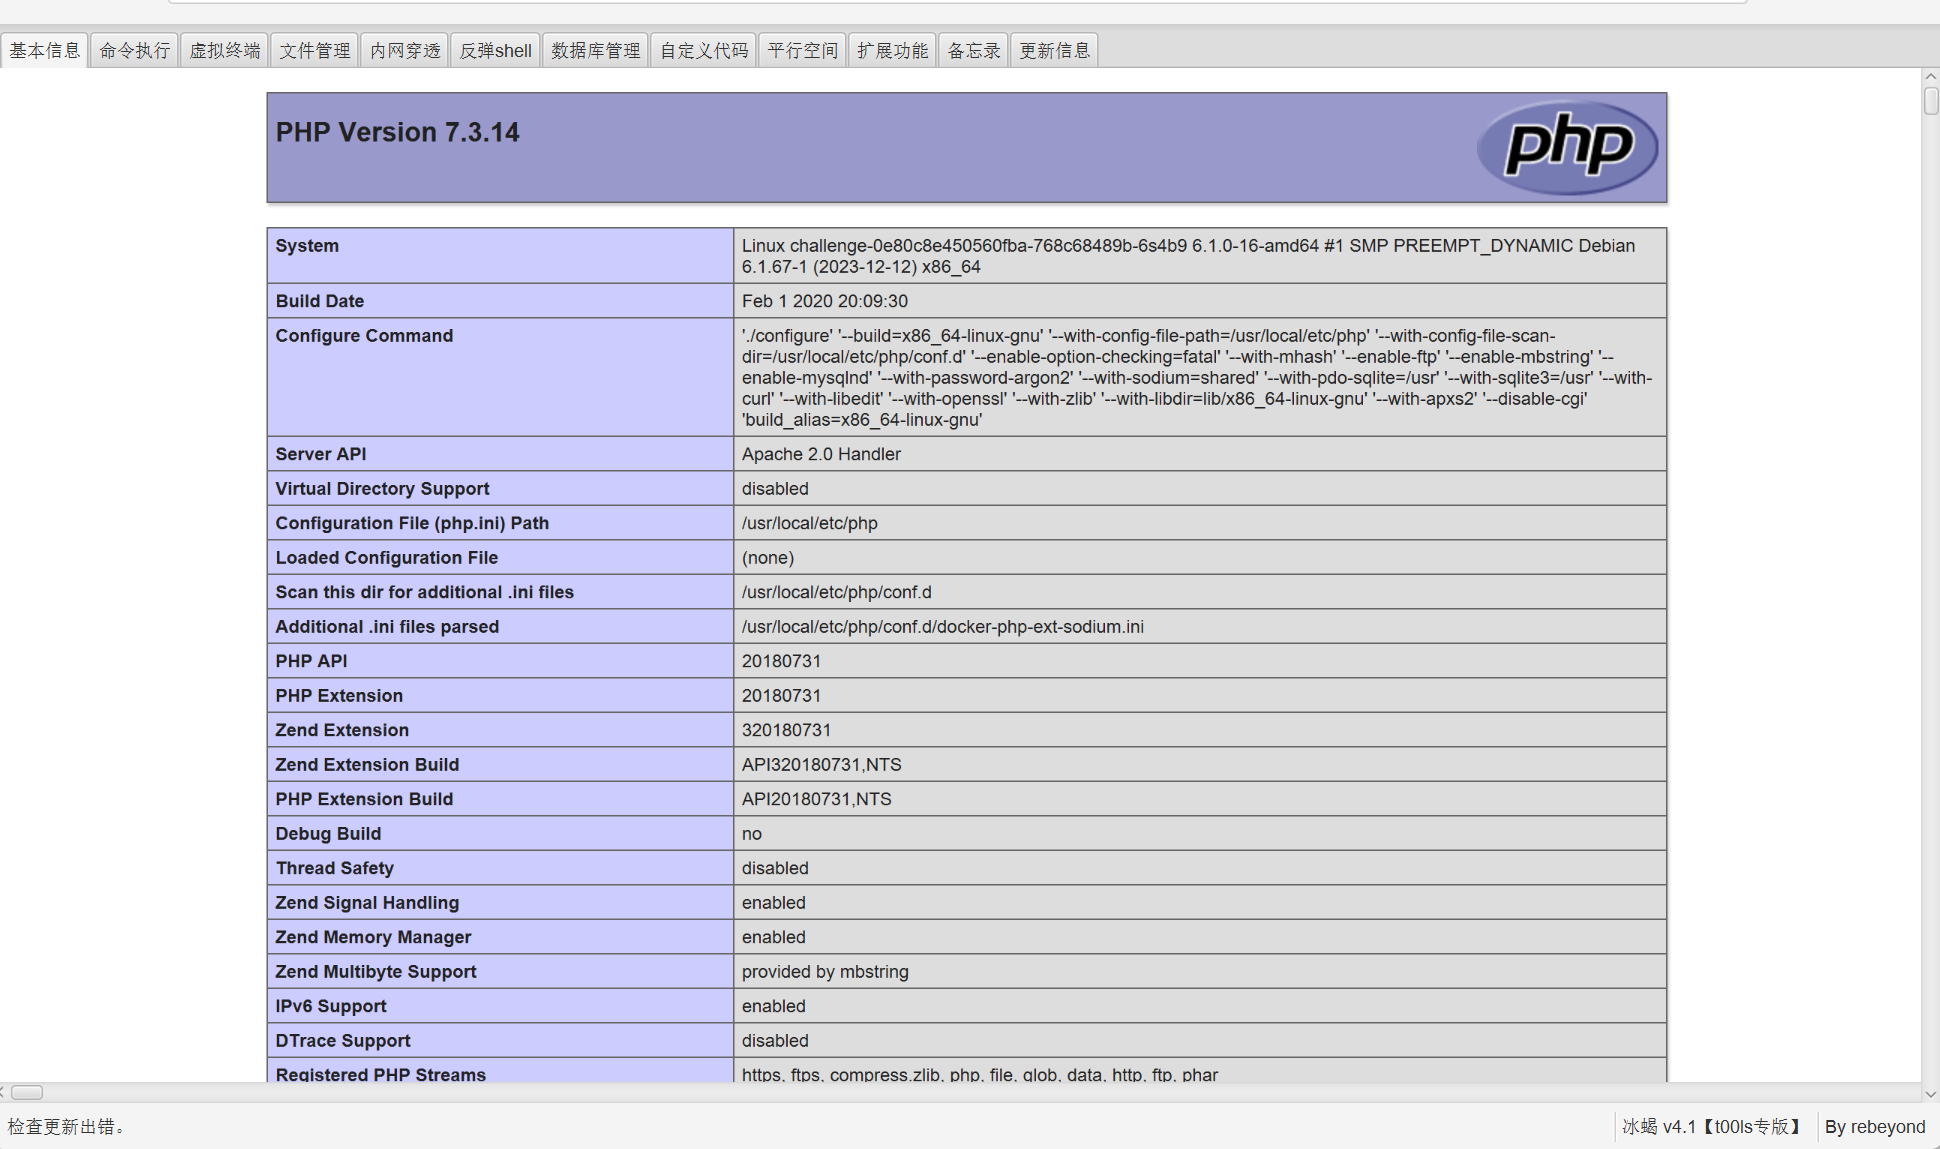 基本信息 命令执行 虚拟终端 文件管理 内网穿透 反弹shell 数据库管理 自定义代码 平行空间 扩展功能 备忘录 更新信息
PHP Version 7.3.14
php
System Linux challenge-0e80c8e450560fba-768c68489b-6s4b9 6.1.0-16-amd64 #1 SMP PREEMPT_DYNAMIC Debian
6.1.67-1 (2023-12-12) x86_64
Build Date Feb 1 2020 20:09:30
Configure Command './configure' '--build=x86_64-linux-gnu' '--with-config-file-path=/usr/local/etc/php' '--with-config-file-scan-
dir=/usr/local/etc/php/conf.d' '--enable-option-checking=fatal' '--with-mhash' '--enable-ftp' '--enable-mbstring' '--
enable-mysqlnd' '--with-password-argon2' '--with-sodium=shared' '--with-pdo-sqlite=/usr' '--with-sqlite3=/usr' '--with-
curl' '--with-libedit' '--with-openssl' '--with-zlib' '--with-libdir=lib/x86_64-linux-gnu' '--with-apxs2' '--disable-cgi'
'build_alias=x86_64-linux-gnu'
Server API Apache 2.0 Handler
Virtual Directory Support disabled
Configuration File (php.ini) Path /usr/local/etc/php
Loaded Configuration File (none)
Scan this dir for additional .ini files /usr/local/etc/php/conf.d
Additional .ini files parsed /usr/local/etc/php/conf.d/docker-php-ext-sodium.ini
PHP API 20180731
PHP Extension 20180731
Zend Extension 320180731
Zend Extension Build API320180731,NTS
PHP Extension Build API20180731,NTS
Debug Build no
Thread Safety disabled
Zend Signal Handling enabled
Zend Memory Manager enabled
Zend Multibyte Support provided by mbstring
IPv6 Support enabled
DTrace Support disabled
Registered PHP Streams https, ftps, compress.zlib, php, file, glob, data, http, ftp, phar
检查更新出错。 冰蝎 v4.1【t00ls专版】 By rebeyond